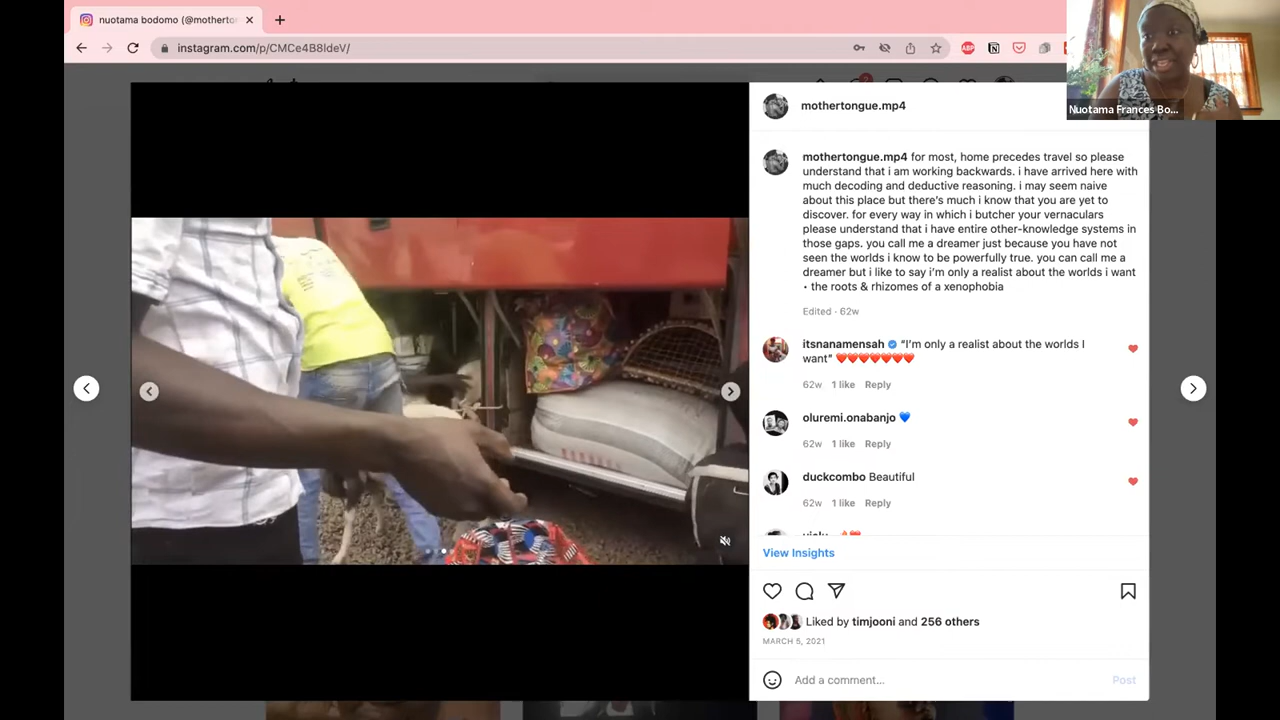 nuotama bodomo (@mothertor
instagram.com/p/CMCe4B8ldeV/
ABP
Nuotama Frances Bo...
mothertongue.mp4
mothertongue.mp4 for most, home precedes travel so please
understand that i am working backwards. i have arrived here with
much decoding and deductive reasoning. i may seem naive
about this place but there's much i know that you are yet to
discover. for every way in which i butcher your vernaculars
please understand that i have entire other-knowledge systems in
those gaps. you call me a dreamer just because you have not
seen the worlds i know to be powerfully true. you can call me a
dreamer but i like to say i'm only a realist about the worlds i want
• the roots & rhizomes of a xenophobia
Edited · 62w
itsnanamensah "I'm only a realist about the worlds I
want" ❤️❤️❤️❤️❤️❤️❤️
62w 1 like Reply
oluremi.onabanjo 💙
62w 1 like Reply
duckcombo Beautiful
62w 1 like Reply
View Insights
Liked by timjooni and 256 others
MARCH 5, 2021
Add a comment...
Post